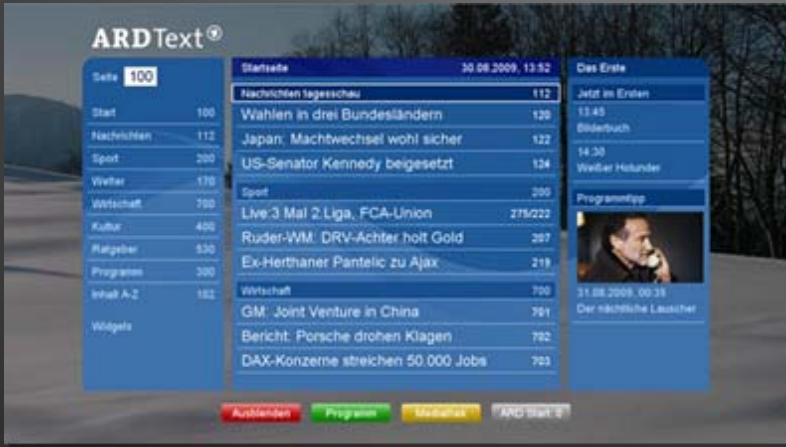 ARD Text
Seite 100
Start 100
Nachrichten 112
Sport 200
Wetter 170
Wirtschaft 700
Kultur 400
Ratgeber 530
Programm 300
Inhalt A-Z 102
Widgets
Startseite 30.08.2009, 13:52
Nachrichten tagesschau 112
Wahlen in drei Bundesländern 120
Japan: Machtwechsel wohl sicher 122
US-Senator Kennedy beigesetzt 124
Sport 200
Live:3 Mal 2.Liga, FCA-Union 275/222
Ruder-WM: DRV-Achter holt Gold 207
Ex-Herthaner Pantelic zu Ajax 219
Wirtschaft 700
GM: Joint Venture in China 701
Bericht: Porsche drohen Klagen 702
DAX-Konzerne streichen 50.000 Jobs 703
Das Erste
Jetzt im Ersten
13:45
Bilderbuch
14:30
Weißer Holunder
Programmtipp
31.08.2009, 00:35
Der nächtliche Lauscher
Ausblenden Programm Mediathek ARD Start: 0